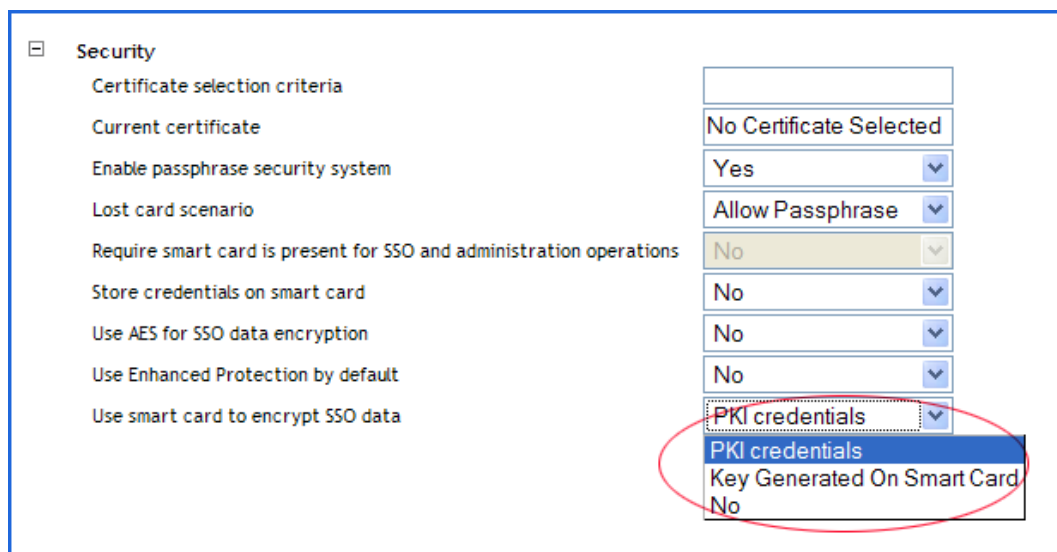 Security
Certificate selection criteria
Current certificate No Certificate Selected
Enable passphrase security system Yes
Lost card scenario Allow Passphrase
Require smart card is present for SSO and administration operations No
Store credentials on smart card No
Use AES for SSO data encryption No
Use Enhanced Protection by default No
Use smart card to encrypt SSO data PKI credentials
PKI credentials
Key Generated On Smart Card
No